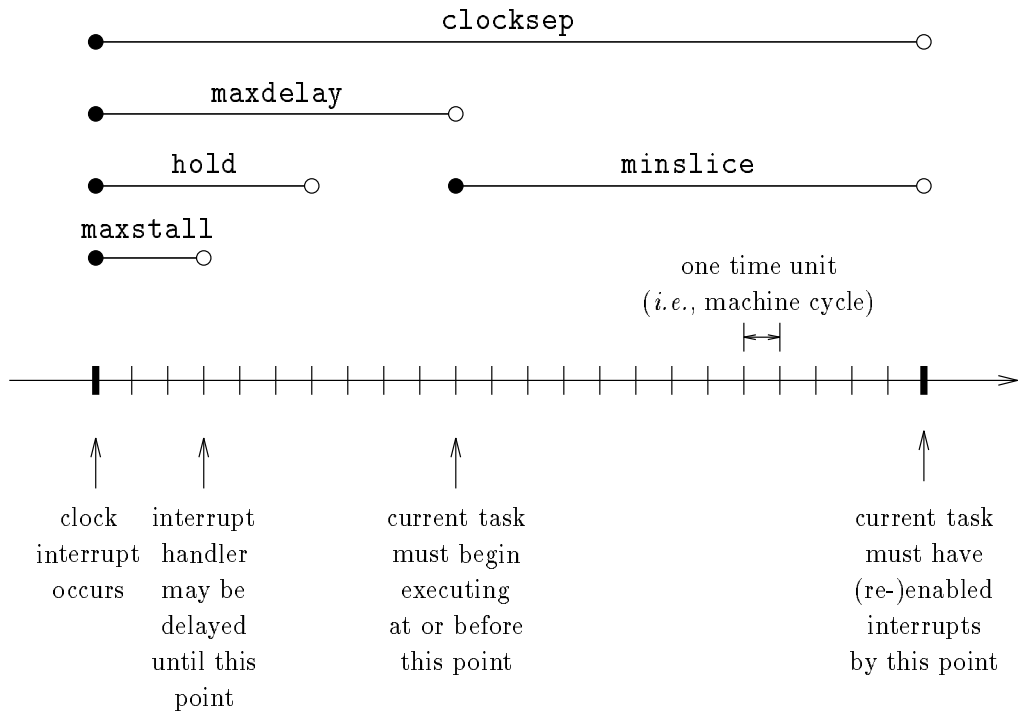 clocksep
maxdelay
hold
minslice
maxstall
one time unit
(i.e., machine cycle)
clock
interrupt
occurs
interrupt
handler
may be
delayed
until this
point
current task
must begin
executing
at or before
this point
current task
must have
(re-)enabled
interrupts
by this point